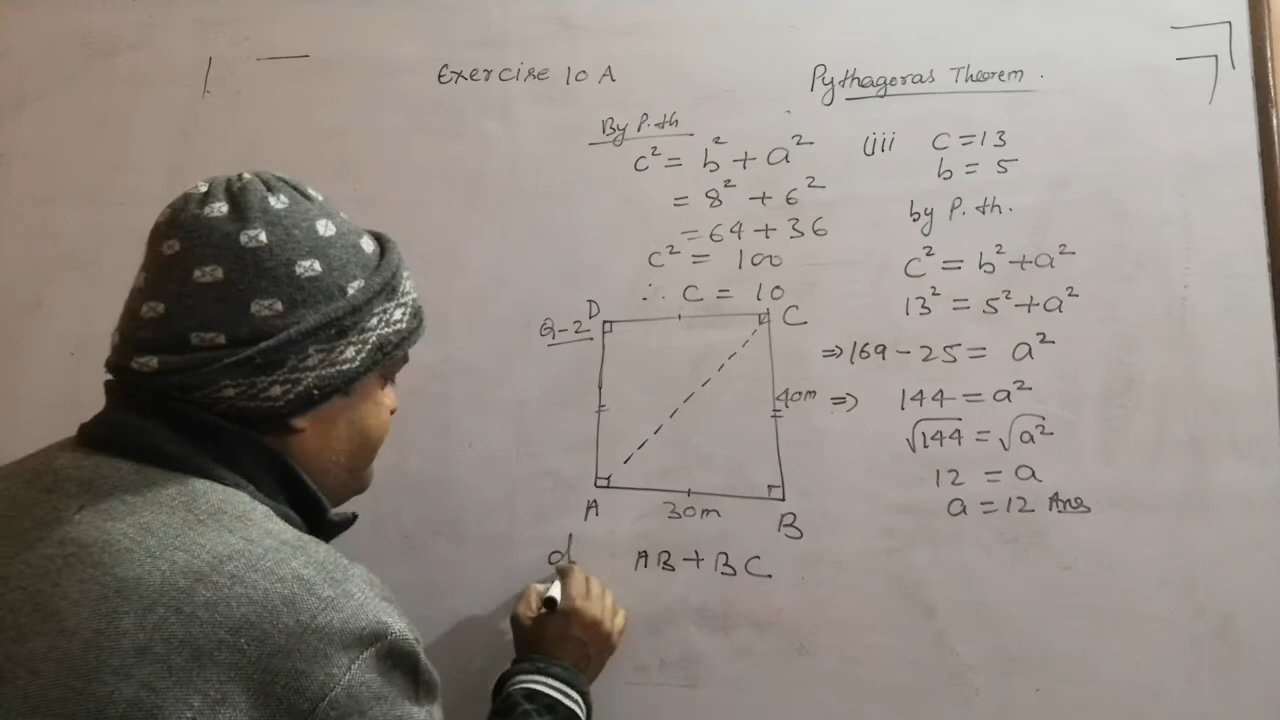 Exercise 10 A
Pythagoras Theorem.
By P.th
c² = b² + a²
= 8² + 6²
= 64 + 36
c² = 100
∴ c = 10
(iii c = 13
b = 5
by P.th.
c² = b² + a²
13² = 5² + a²
⇒ 169 - 25 = a²
⇒ 144 = a²
√144 = √a²
12 = a
a = 12 Ans
Q-2
D
C
40m
A
30m
B
d AB + BC